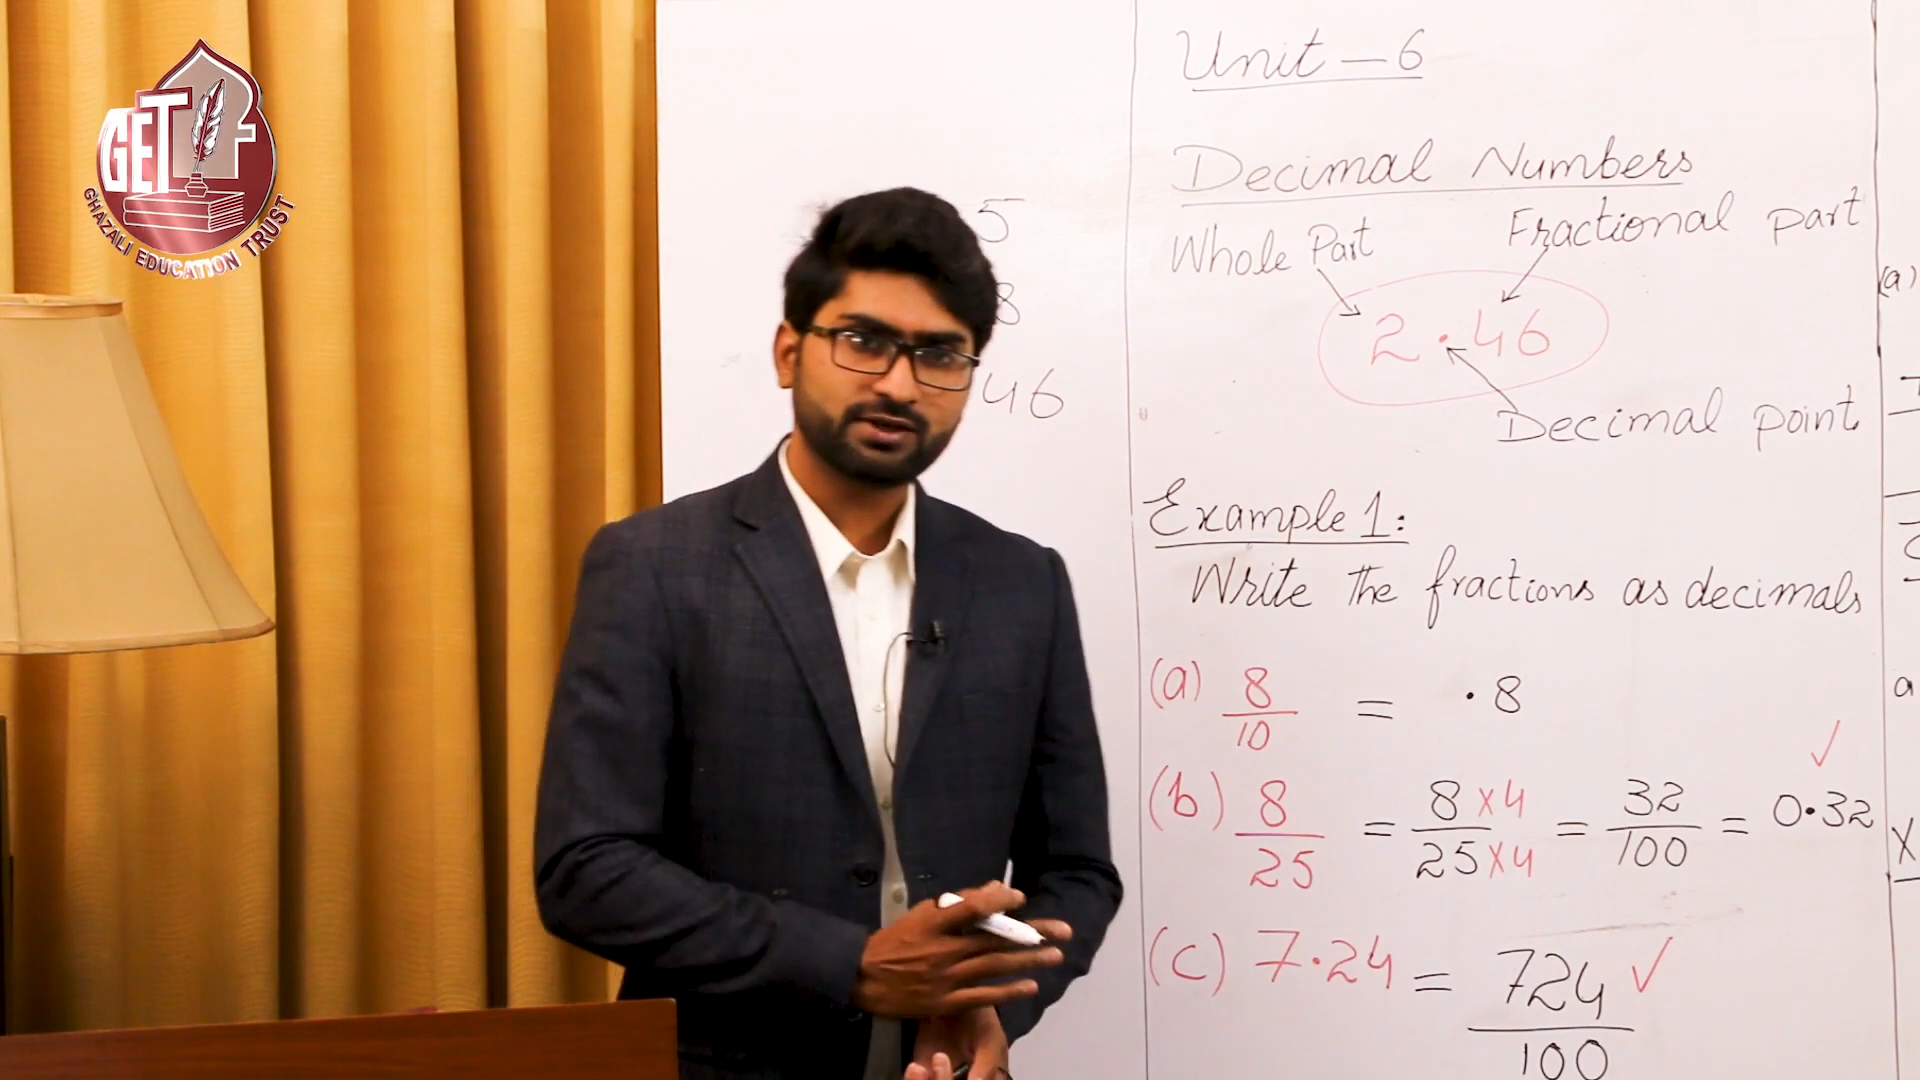 GET
GHAZALI EDUCATION TRUST
5
8
46
Unit – 6
Decimal Numbers
Whole Part
Fractional part
2.46
Decimal point
Example 1:
Write the fractions as decimals
(a) 8/10 = .8
(b) 8/25 = 8×4/25×4 = 32/100 = 0.32 ✓
(c) 7.24 = 724/100 ✓
(a)
a
X